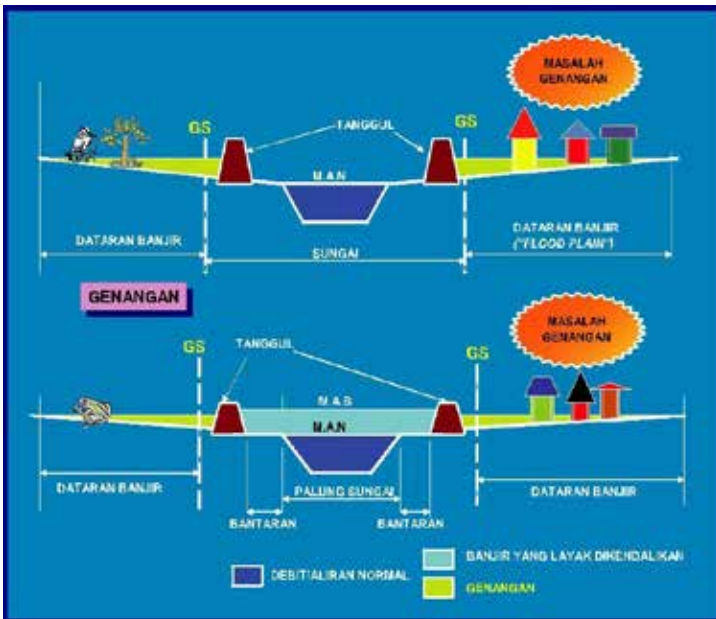 MASALAH
GENANGAN
GS
TANGGUL
GS
M.A.N
DATARAN BANJIR
SUNGAI
DATARAN BANJIR
("FLOOD PLAIN")
GENANGAN
MASALAH
GENANGAN
GS
TANGGUL
GS
M.A.B
M.A.N
DATARAN BANJIR
PALUNG SUNGAI
DATARAN BANJIR
BANTARAN
BANTARAN
DEBIT/ALIRAN NORMAL
BANJIR YANG LAYAK DIKENDALIKAN
GENANGAN